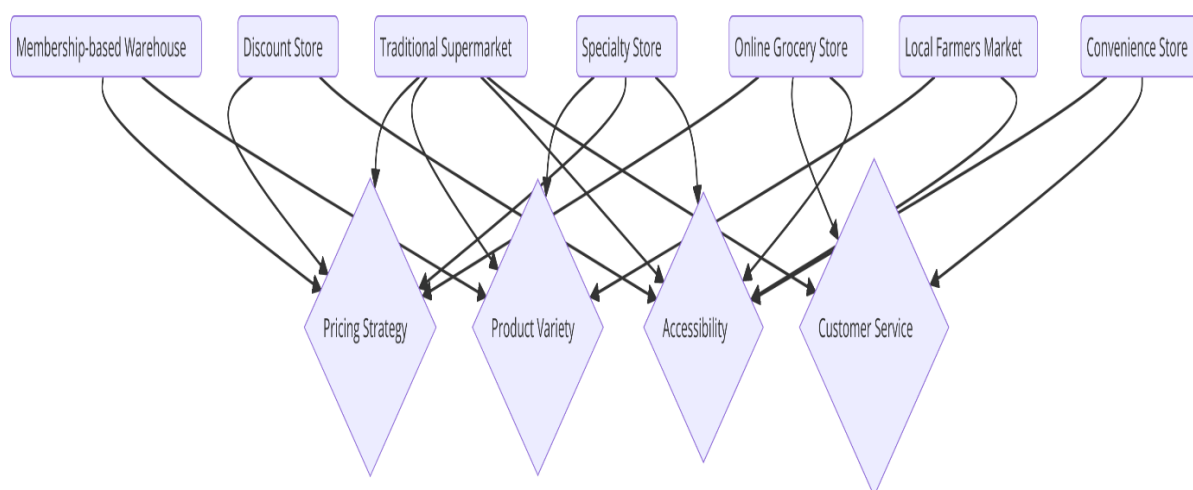 Membership-based Warehouse
Discount Store
Traditional Supermarket
Specialty Store
Online Grocery Store
Local Farmers Market
Convenience Store
Pricing Strategy
Product Variety
Accessibility
Customer Service